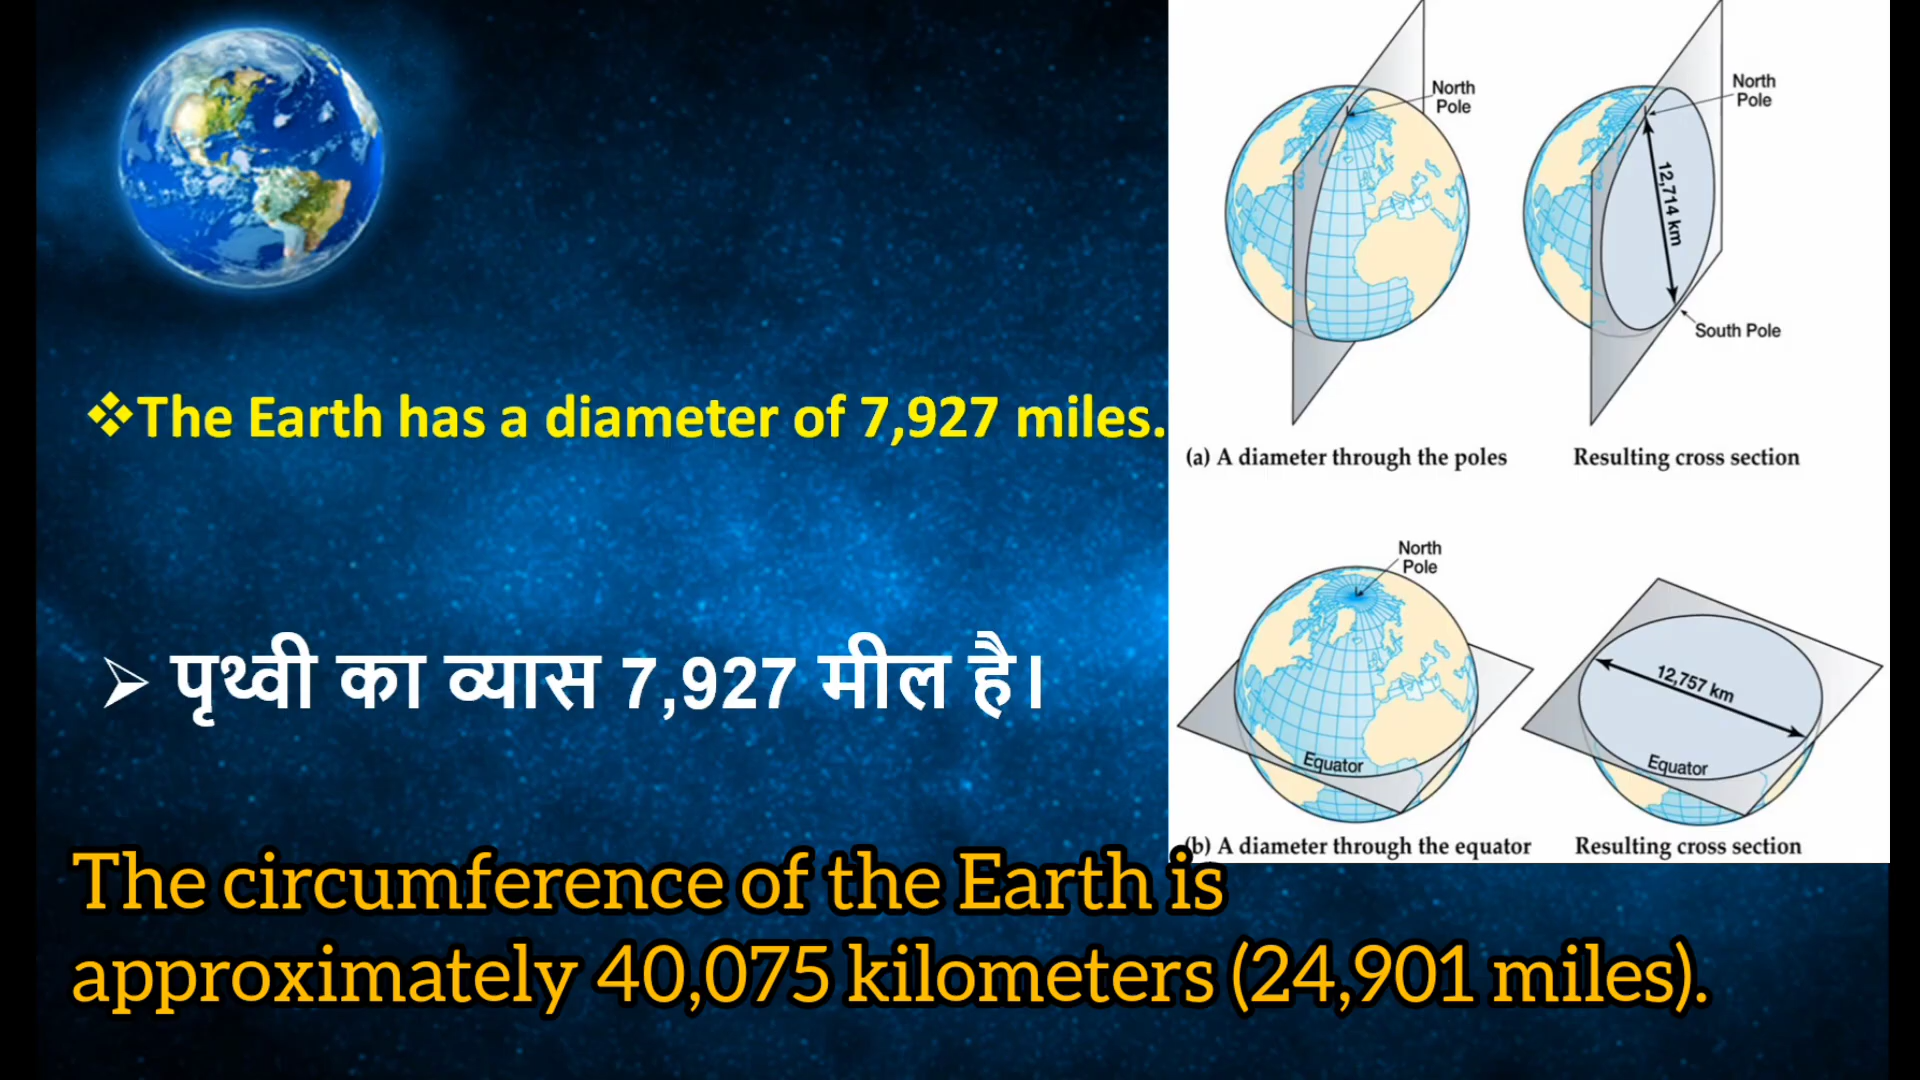 ❖The Earth has a diameter of 7,927 miles.
➢ पृथ्वी का व्यास 7,927 मील है।
North
Pole
North
Pole
12,714 km
South Pole
(a) A diameter through the poles
Resulting cross section
North
Pole
Equator
12,757 km
Equator
(b) A diameter through the equator
Resulting cross section
The circumference of the Earth is
approximately 40,075 kilometers (24,901 miles).